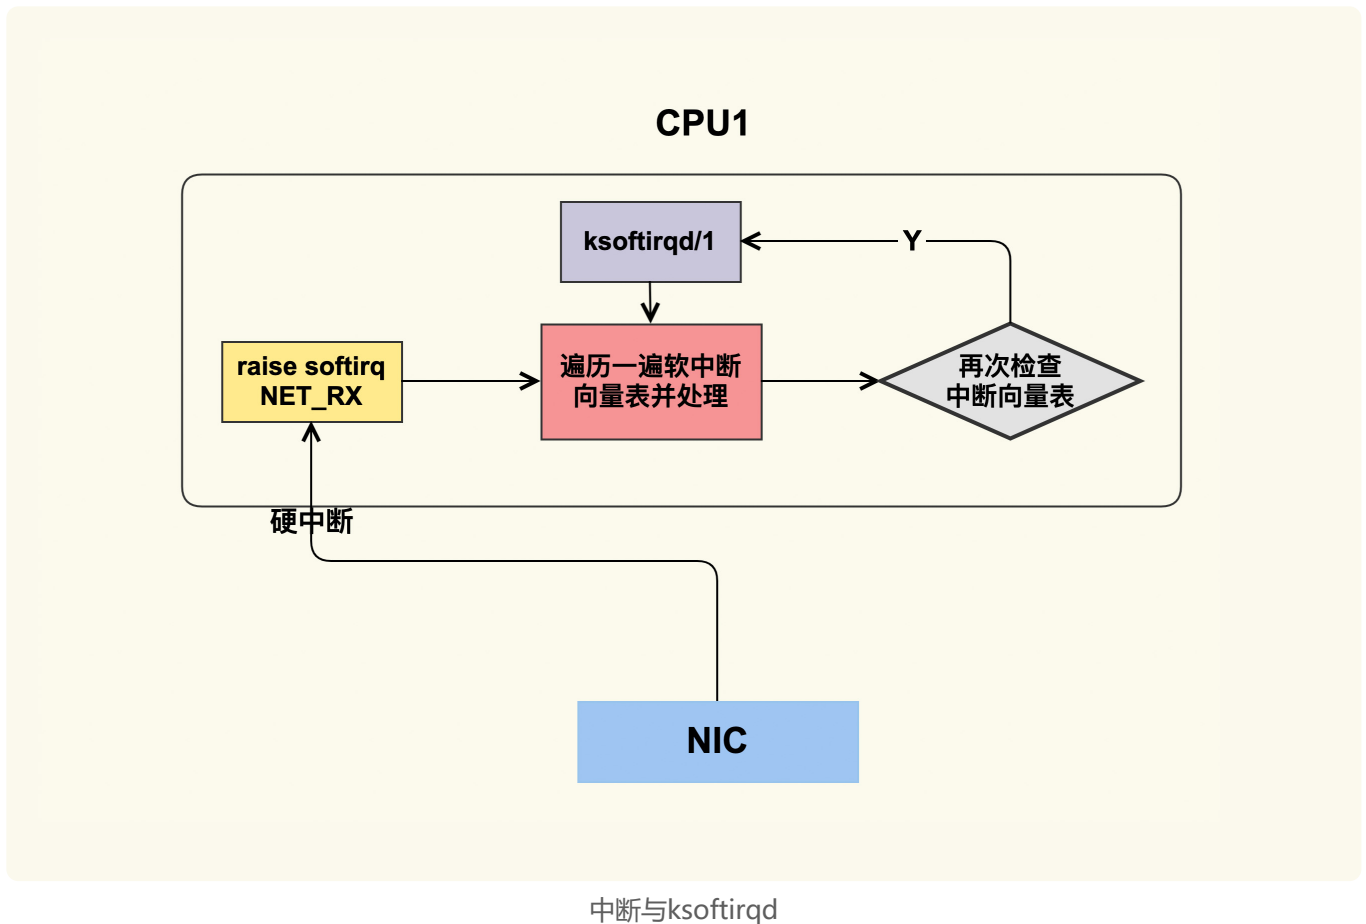 CPU1
ksoftirqd/1
Y
raise softirq
NET_RX
遍历一遍软中断
向量表并处理
再次检查
中断向量表
硬中断
NIC
中断与ksoftirqd